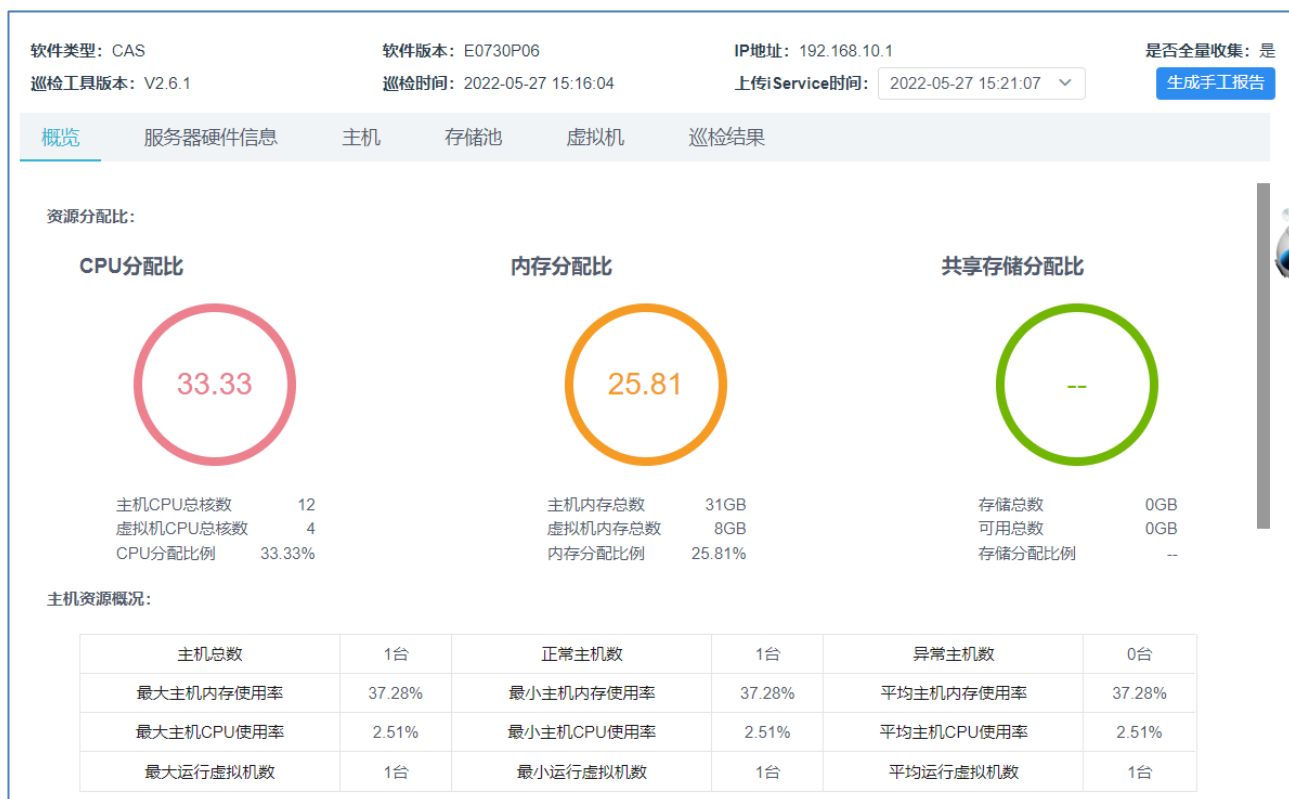 软件类型：CAS 软件版本：E0730P06 IP地址：192.168.10.1 是否全量收集：是
巡检工具版本：V2.6.1 巡检时间：2022-05-27 15:16:04 上传iService时间： 2022-05-27 15:21:07 生成手工报告
概览 服务器硬件信息 主机 存储池 虚拟机 巡检结果
资源分配比：
CPU分配比 内存分配比 共享存储分配比
33.33 25.81 --
主机CPU总核数 12 主机内存总数 31GB 存储总数 0GB
虚拟机CPU总核数 4 虚拟机内存总数 8GB 可用总数 0GB
CPU分配比例 33.33% 内存分配比例 25.81% 存储分配比例 --
主机资源概况：
主机总数 1台 正常主机数 1台 异常主机数 0台
最大主机内存使用率 37.28% 最小主机内存使用率 37.28% 平均主机内存使用率 37.28%
最大主机CPU使用率 2.51% 最小主机CPU使用率 2.51% 平均主机CPU使用率 2.51%
最大运行虚拟机数 1台 最小运行虚拟机数 1台 平均运行虚拟机数 1台